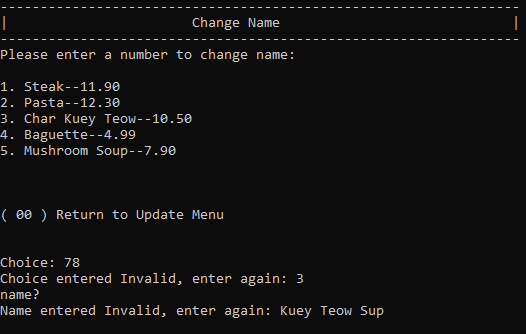 -----------------------------------------------------------------
| Change Name |
-----------------------------------------------------------------
Please enter a number to change name:
1. Steak--11.90
2. Pasta--12.30
3. Char Kuey Teow--10.50
4. Baguette--4.99
5. Mushroom Soup--7.90
( 00 ) Return to Update Menu
Choice: 78
Choice entered Invalid, enter again: 3
name?
Name entered Invalid, enter again: Kuey Teow Sup